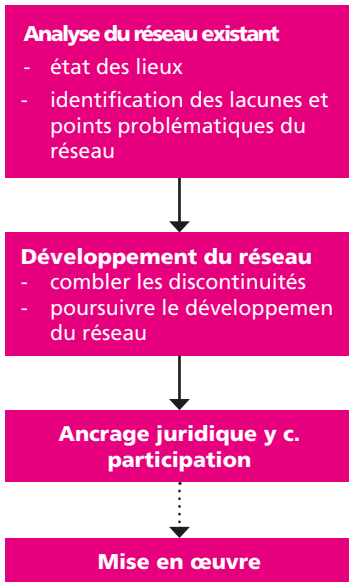 Analyse du réseau existant
- état des lieux
- identification des lacunes et
points problématiques du
réseau
Développement du réseau
- combler les discontinuités
- poursuivre le développemen
du réseau
Ancrage juridique y c.
participation
Mise en œuvre